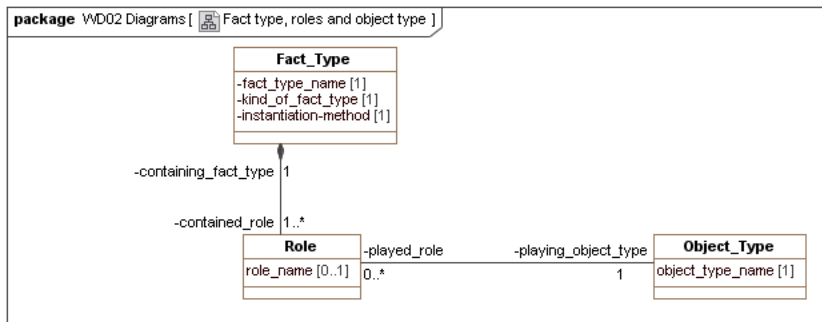 package WD02 Diagrams [ Fact type, roles and object type ]
Fact_Type
-fact_type_name [1]
-kind_of_fact_type [1]
-instantiation-method [1]
-containing_fact_type 1
-contained_role 1..*
Role
role_name [0..1]
-played_role
0..*
-playing_object_type
1
Object_Type
object_type_name [1]